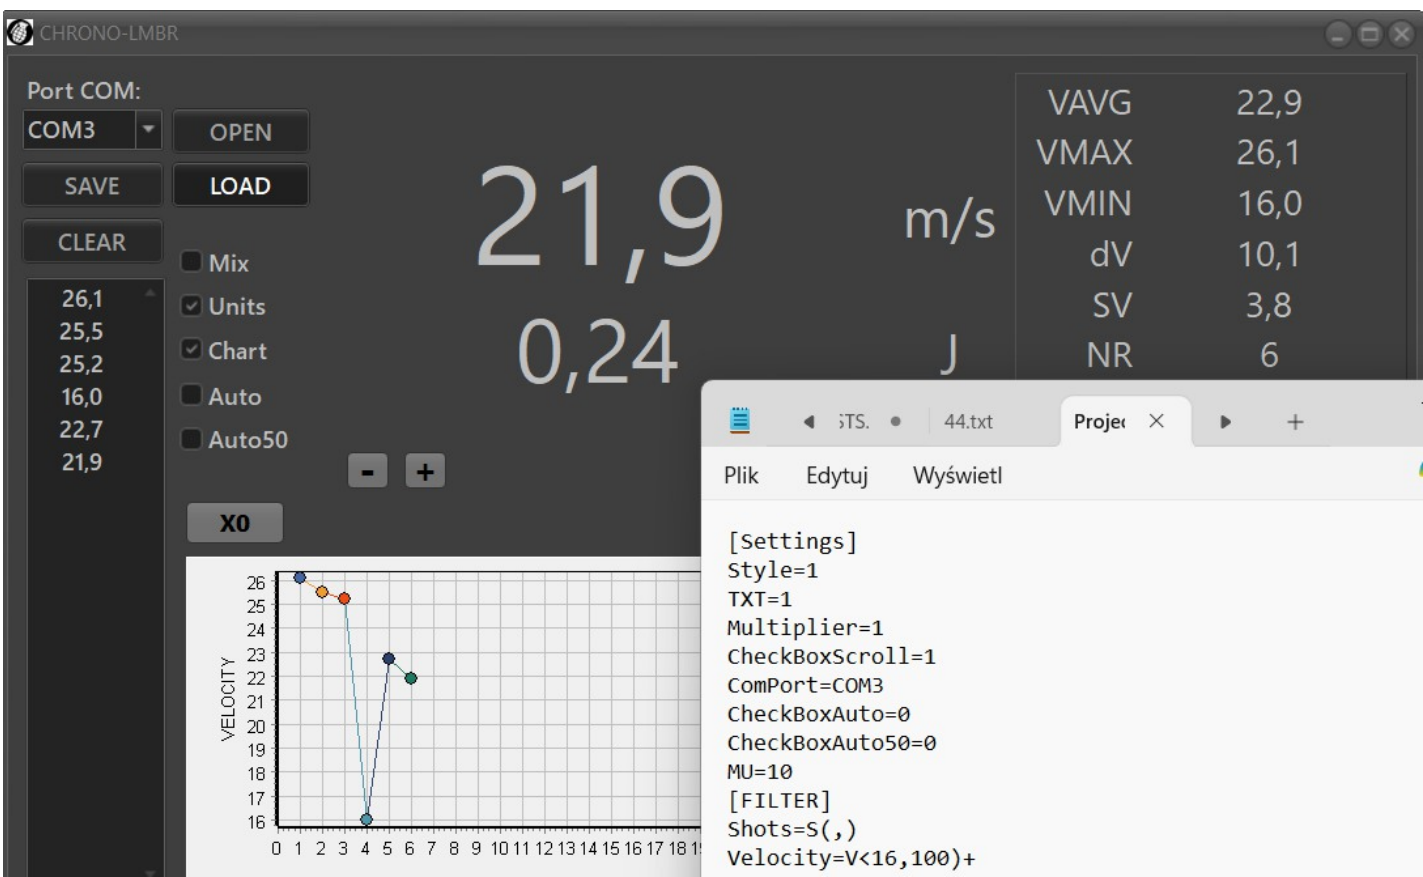 CHRONO-LMBR
Port COM:
COM3
OPEN
SAVE
LOAD
CLEAR
Mix
Units
Chart
Auto
Auto50
26,1
25,5
25,2
16,0
22,7
21,9
21,9 m/s
0,24 J
VAVG 22,9
VMAX 26,1
VMIN 16,0
dV 10,1
SV 3,8
NR 6
- +
X0
VELOCITY
26
25
24
23
22
21
20
19
18
17
16
0 1 2 3 4 5 6 7 8 9 10 11 12 13 14 15 16 17 18
STS. 44.txt Projec
Plik Edytuj Wyświetl
[Settings]
Style=1
TXT=1
Multiplier=1
CheckBoxScroll=1
ComPort=COM3
CheckBoxAuto=0
CheckBoxAuto50=0
MU=10
[FILTER]
Shots=S(,)
Velocity=V<16,100)+